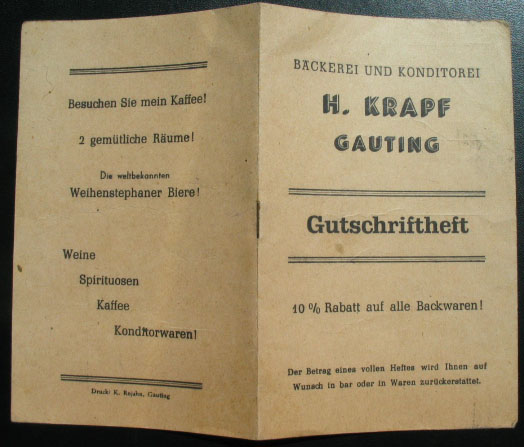 Besuchen Sie mein Kaffee!
2 gemütliche Räume!
Die weltbekannten
Weihenstephaner Biere!
Weine
Spirituosen
Kaffee
Konditorwaren!
Druck: K. Rejahn, Gauting
BÄCKEREI UND KONDITOREI
H. KRAPF
GAUTING
Gutschriftheft
10 % Rabatt auf alle Backwaren!
Der Betrag eines vollen Heftes wird Ihnen auf
Wunsch in bar oder in Waren zurückerstattet.